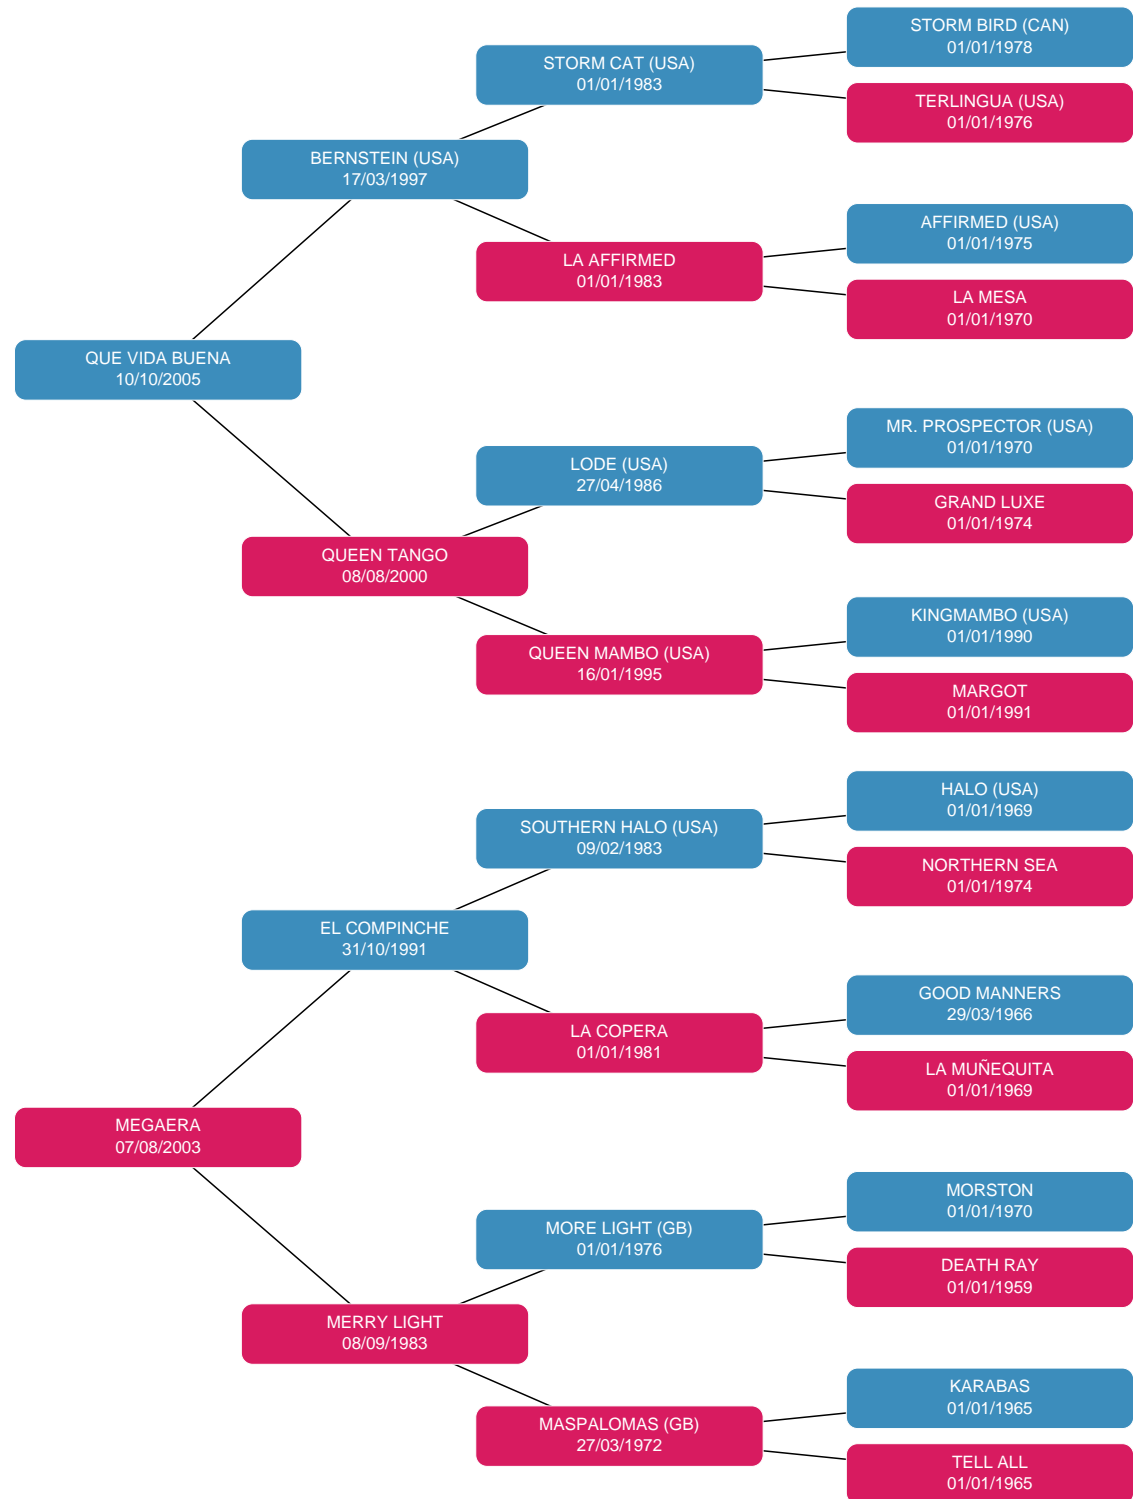 STORM BIRD (CAN)
01/01/1978
STORM CAT (USA)
01/01/1983
TERLINGUA (USA)
01/01/1976
BERNSTEIN (USA)
17/03/1997
AFFIRMED (USA)
01/01/1975
LA AFFIRMED
01/01/1983
LA MESA
01/01/1970
QUE VIDA BUENA
10/10/2005
MR. PROSPECTOR (USA)
01/01/1970
LODE (USA)
27/04/1986
GRAND LUXE
01/01/1974
QUEEN TANGO
08/08/2000
KINGMAMBO (USA)
01/01/1990
QUEEN MAMBO (USA)
16/01/1995
MARGOT
01/01/1991
HALO (USA)
01/01/1969
SOUTHERN HALO (USA)
09/02/1983
NORTHERN SEA
01/01/1974
EL COMPINCHE
31/10/1991
GOOD MANNERS
29/03/1966
LA COPERA
01/01/1981
LA MUÑEQUITA
01/01/1969
MEGAERA
07/08/2003
MORSTON
01/01/1970
MORE LIGHT (GB)
01/01/1976
DEATH RAY
01/01/1959
MERRY LIGHT
08/09/1983
KARABAS
01/01/1965
MASPALOMAS (GB)
27/03/1972
TELL ALL
01/01/1965